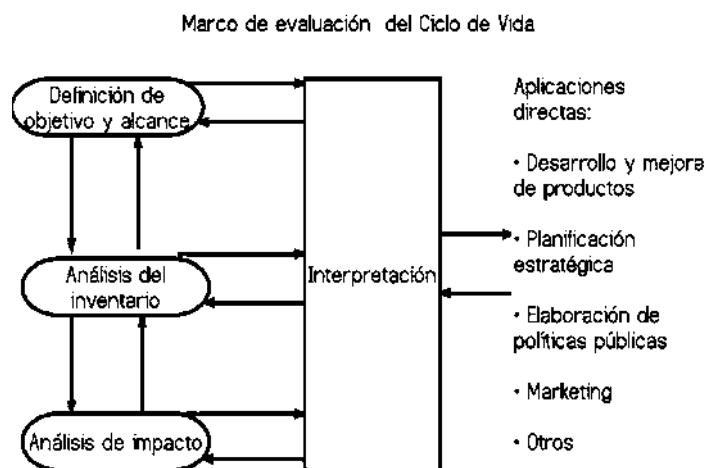 Marco de evaluación del Ciclo de Vida
Definición de
objetivo y alcance
Análisis del
inventario
Análisis de impacto
Interpretación
Aplicaciones
directas:
• Desarrollo y mejora
de productos
• Planificación
estratégica
• Elaboración de
políticas públicas
• Marketing
• Otros